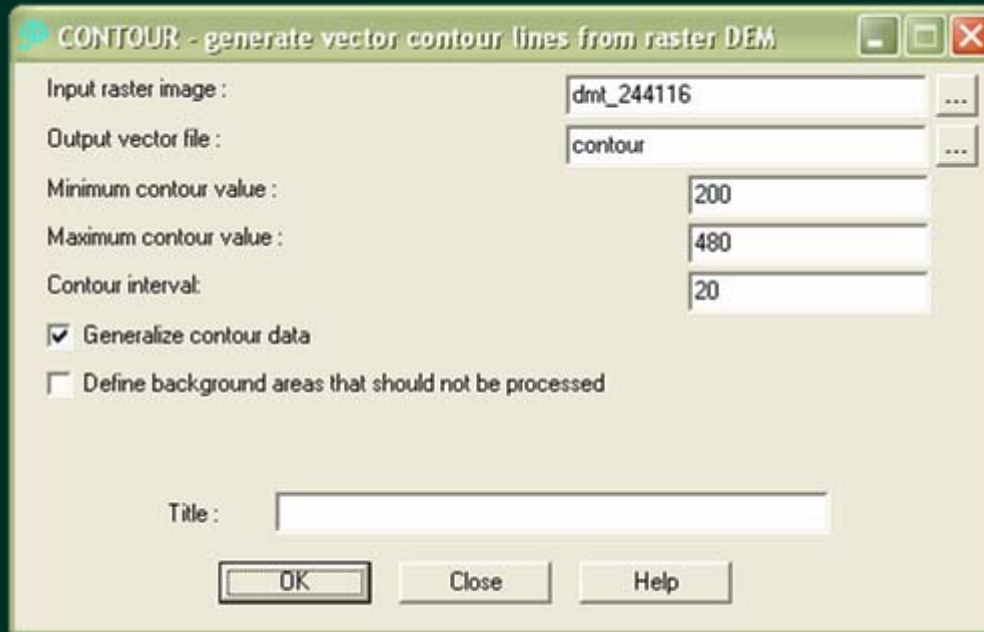 CONTOUR - generate vector contour lines from raster DEM
Input raster image : dmt_244116 ...
Output vector file : contour ...
Minimum contour value : 200
Maximum contour value : 480
Contour interval: 20
Generalize contour data
Define background areas that should not be processed
Title :
OK Close Help